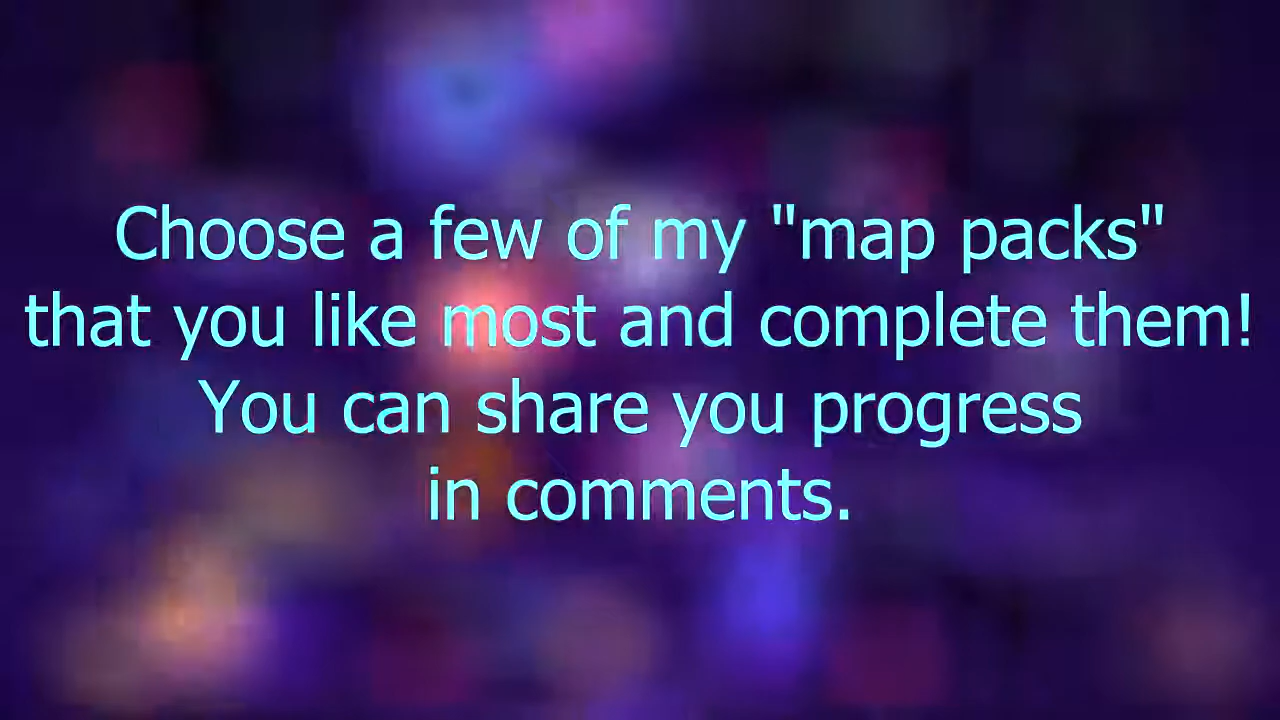 Choose a few of my "map packs"
that you like most and complete them!
You can share you progress
in comments.